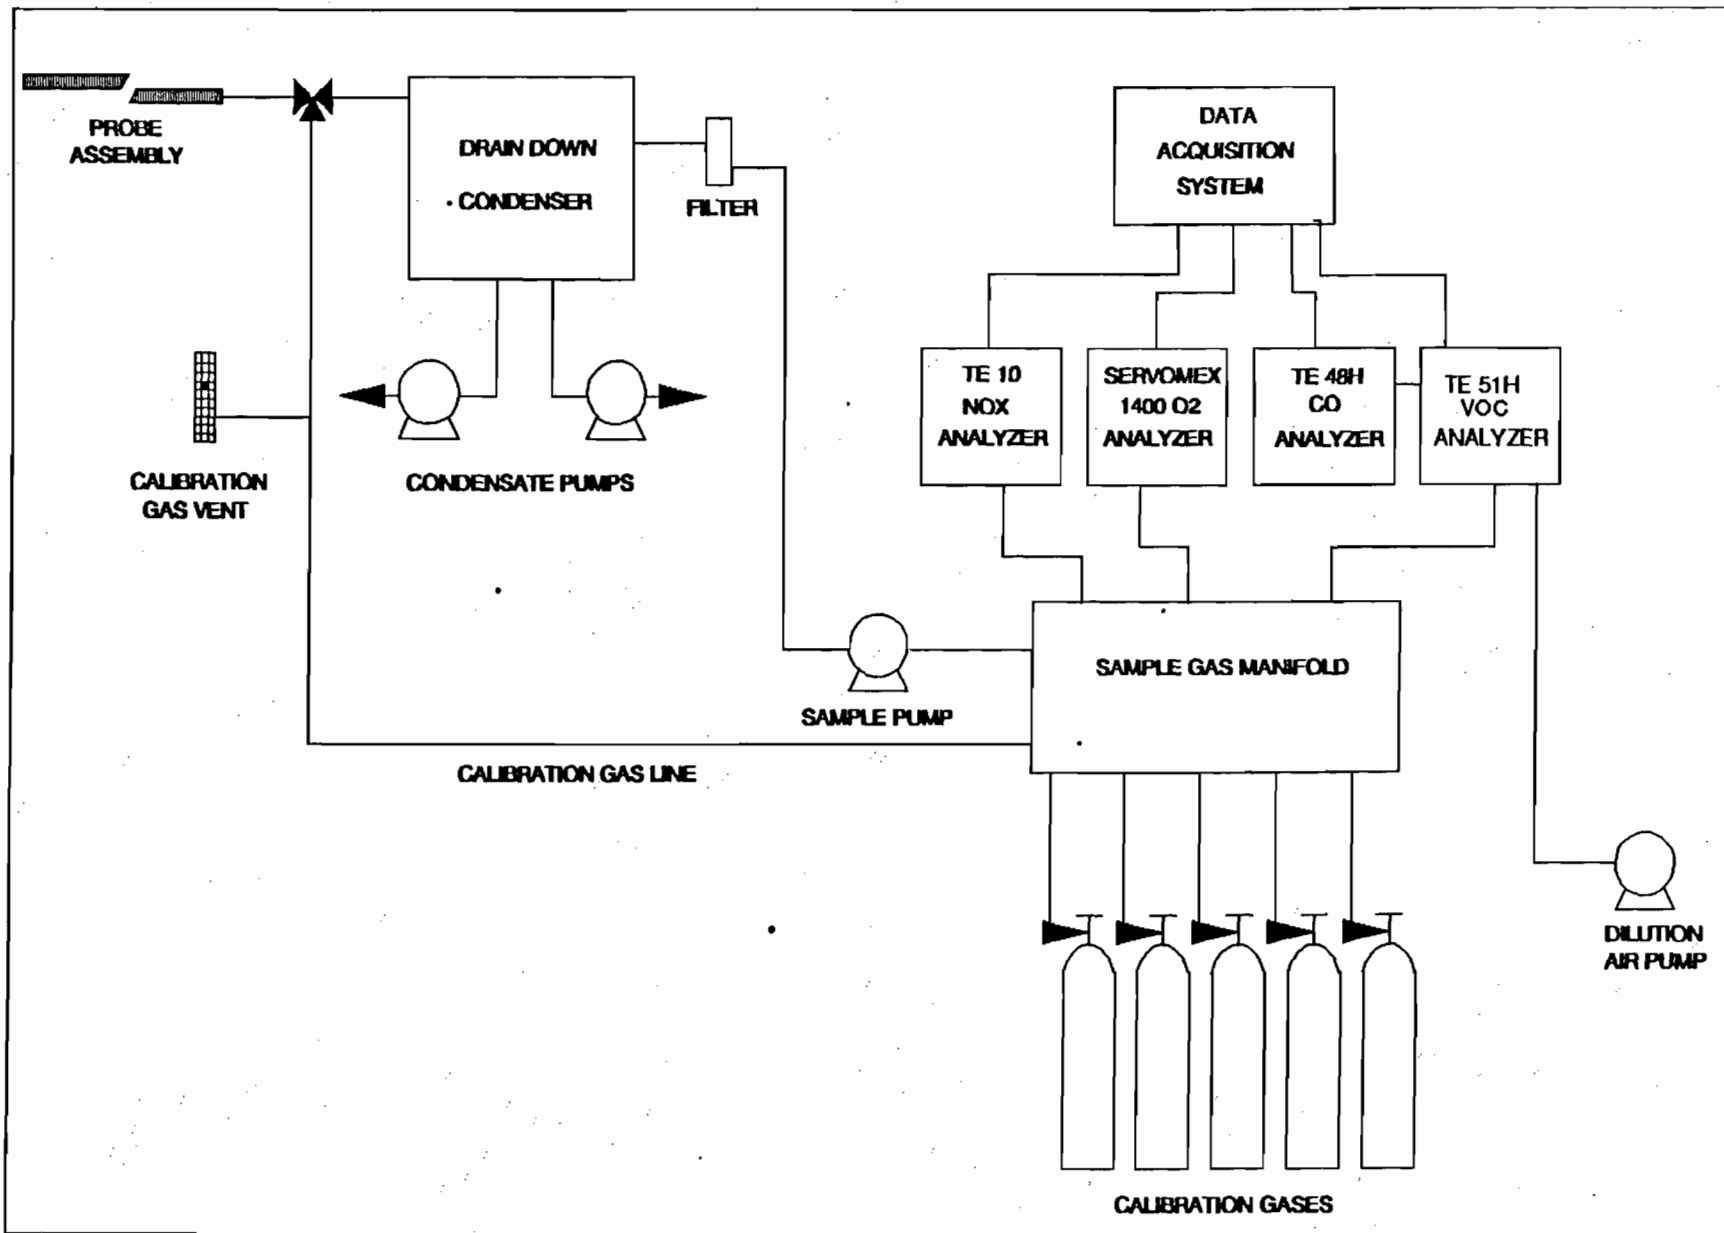 PROBE
ASSEMBLY
DRAIN DOWN
CONDENSER
FILTER
DATA
ACQUISITION
SYSTEM
TE 10
NOX
ANALYZER
SERVOMEX
1400 O2
ANALYZER
TE 48H
CO
ANALYZER
TE 51H
VOC
ANALYZER
CALIBRATION
GAS VENT
CONDENSATE PUMPS
SAMPLE GAS MANIFOLD
SAMPLE PUMP
CALIBRATION GAS LINE
DILUTION
AIR PUMP
CALIBRATION GASES